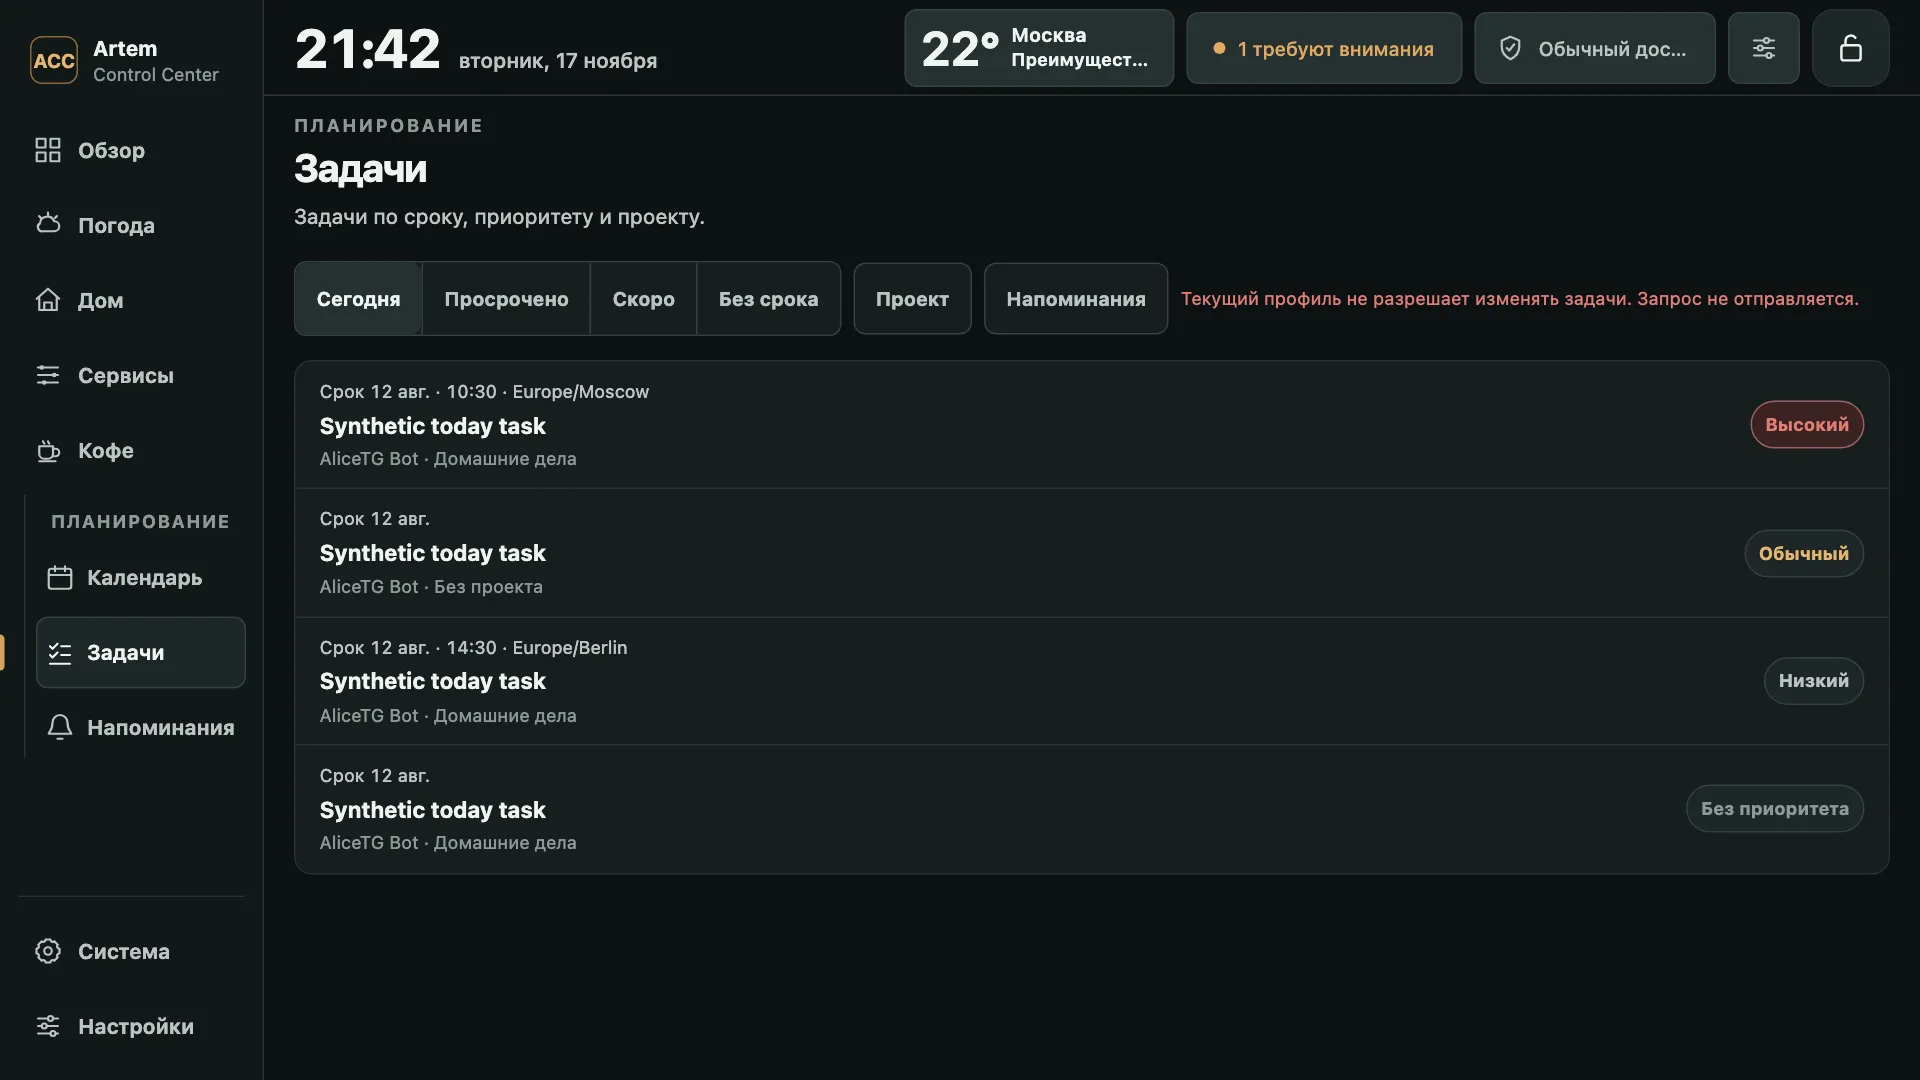 ACC
Artem
Control Center
Обзор
Погода
Дом
Сервисы
Кофе
ПЛАНИРОВАНИЕ
Календарь
Задачи
Напоминания
Система
Настройки
21:42 вторник, 17 ноября
22° Москва
Преимущест...
1 требуют внимания
Обычный дос...
ПЛАНИРОВАНИЕ
Задачи
Задачи по сроку, приоритету и проекту.
Сегодня Просрочено Скоро Без срока Проект Напоминания Текущий профиль не разрешает изменять задачи. Запрос не отправляется.
Срок 12 авг. · 10:30 · Europe/Moscow
Synthetic today task
AliceTG Bot · Домашние дела
Высокий
Срок 12 авг.
Synthetic today task
AliceTG Bot · Без проекта
Обычный
Срок 12 авг. · 14:30 · Europe/Berlin
Synthetic today task
AliceTG Bot · Домашние дела
Низкий
Срок 12 авг.
Synthetic today task
AliceTG Bot · Домашние дела
Без приоритета